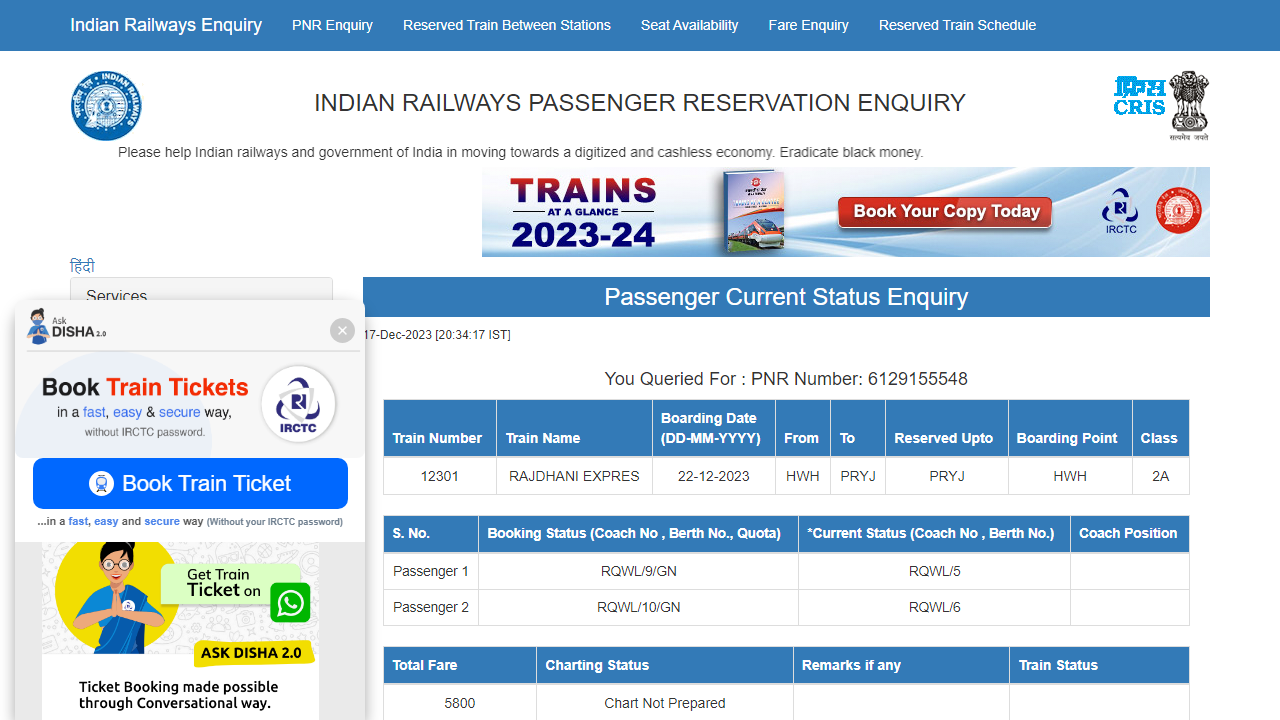 Indian Railways Enquiry PNR Enquiry Reserved Train Between Stations Seat Availability Fare Enquiry Reserved Train Schedule
INDIAN RAILWAYS
INDIAN RAILWAYS PASSENGER RESERVATION ENQUIRY
क्रिस
CRIS
सत्यमेव जयते
Please help Indian railways and government of India in moving towards a digitized and cashless economy. Eradicate black money.
TRAINS
AT A GLANCE
2023-24
Book Your Copy Today
IRCTC
हिंदी
Services
Passenger Current Status Enquiry
Ask
DISHA 2.0
17-Dec-2023 [20:34:17 IST]
Book Train Tickets
in a fast, easy & secure way,
without IRCTC password.
IRCTC
Book Train Ticket
...in a fast, easy and secure way (Without your IRCTC password)
Get Train
Ticket on
ASK DISHA 2.0
Ticket Booking made possible
through Conversational way.
You Queried For : PNR Number: 6129155548
Train Number Train Name Boarding Date (DD-MM-YYYY) From To Reserved Upto Boarding Point Class
12301 RAJDHANI EXPRES 22-12-2023 HWH PRYJ PRYJ HWH 2A
S. No. Booking Status (Coach No , Berth No., Quota) *Current Status (Coach No , Berth No.) Coach Position
Passenger 1 RQWL/9/GN RQWL/5
Passenger 2 RQWL/10/GN RQWL/6
Total Fare Charting Status Remarks if any Train Status
5800 Chart Not Prepared